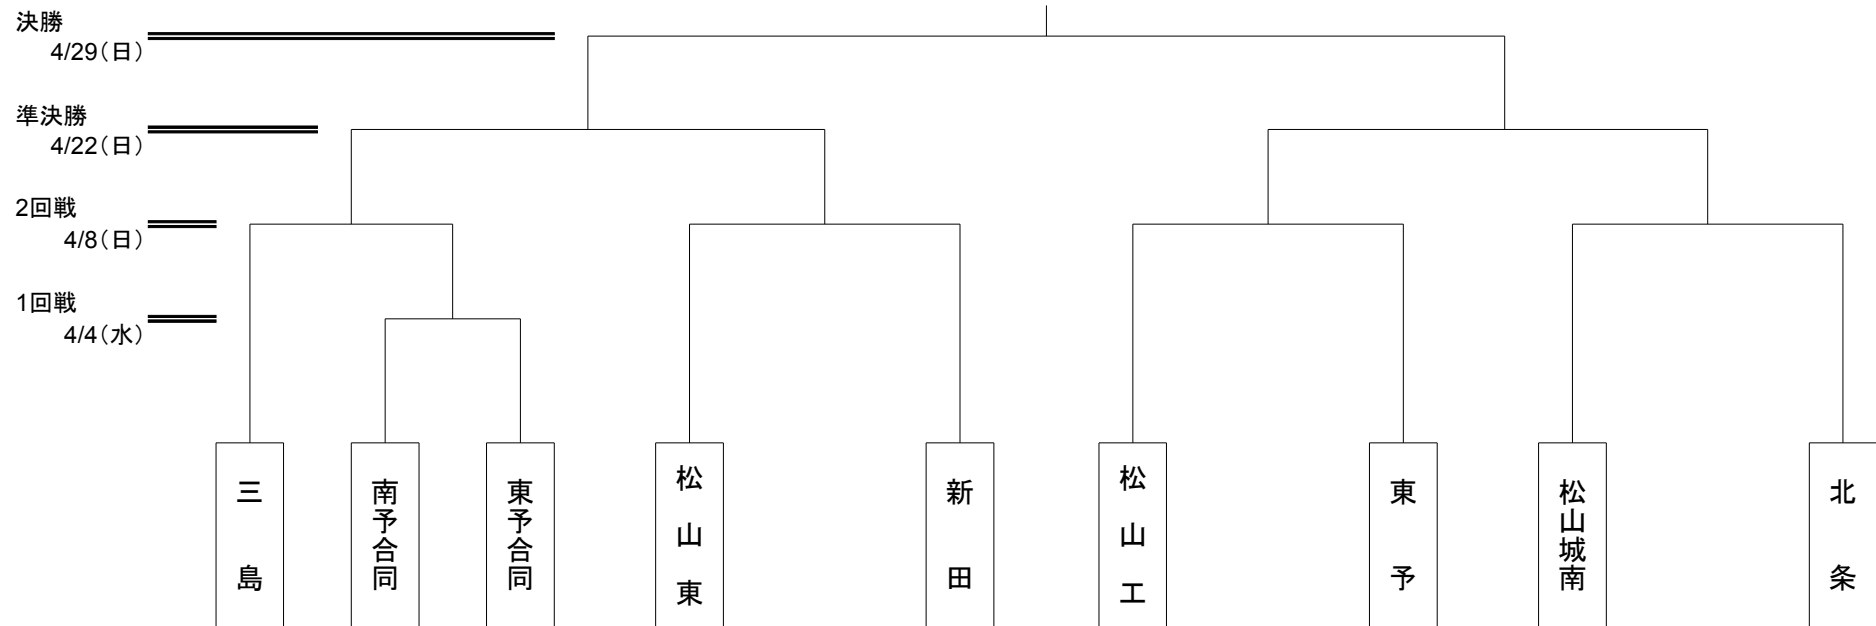 決勝
4/29(日)
準決勝
4/22(日)
2回戦
4/8(日)
1回戦
4/4(水)
三島
南予合同
東予合同
松山東
新田
松山工
東予
松山城南
北条